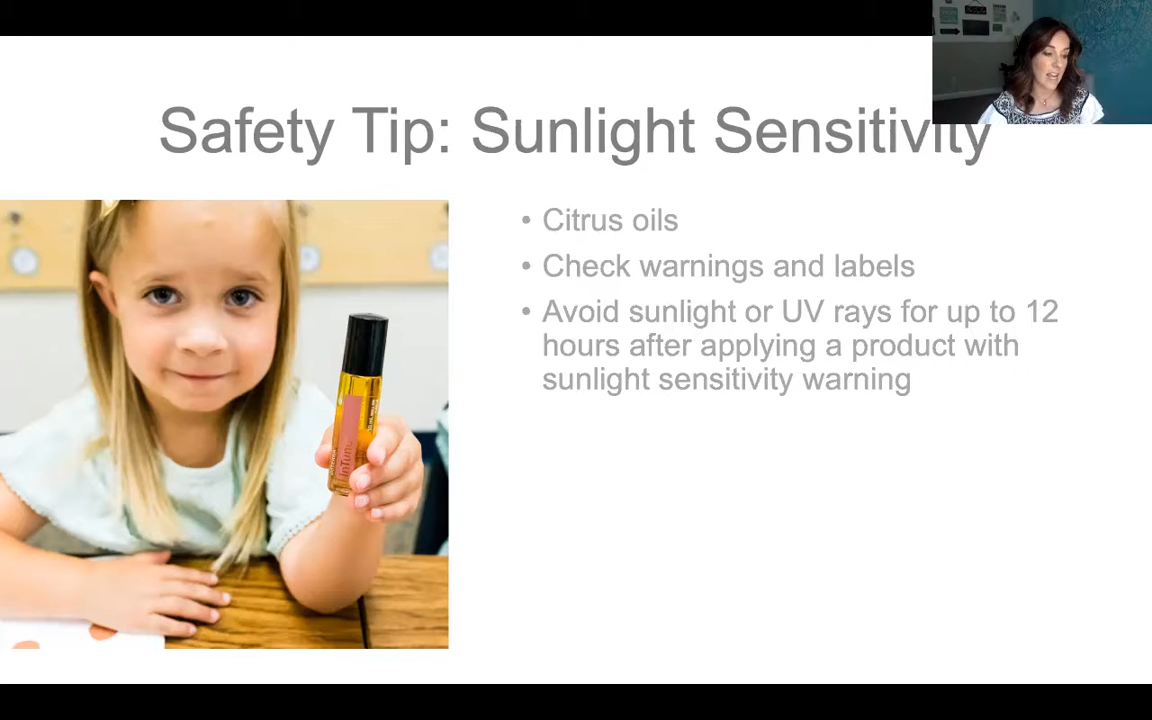 Safety Tip: Sunlight Sensitivity
• Citrus oils
• Check warnings and labels
• Avoid sunlight or UV rays for up to 12
hours after applying a product with
sunlight sensitivity warning
InTune